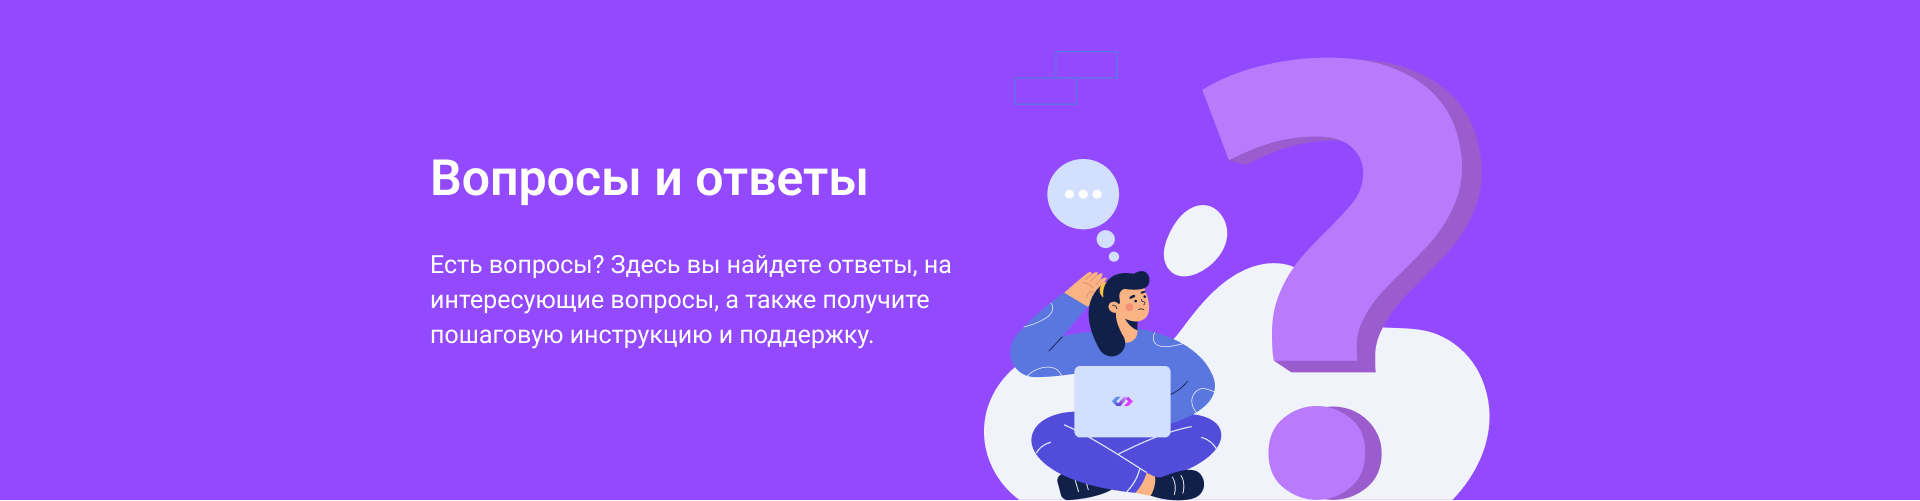 Вопросы и ответы
Есть вопросы? Здесь вы найдете ответы, на
интересующие вопросы, а также получите
пошаговую инструкцию и поддержку.